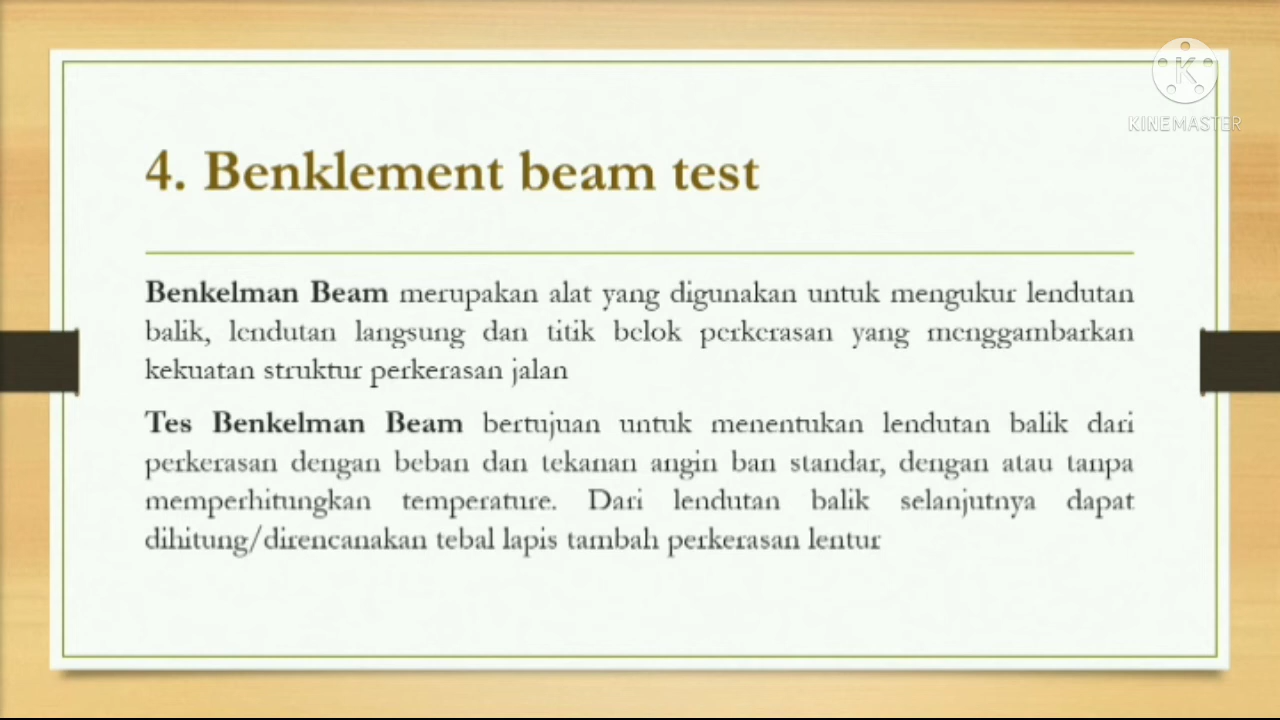 KINEMASTER
4. Benklement beam test
Benkelman Beam merupakan alat yang digunakan untuk mengukur lendutan
balik, lendutan langsung dan titik belok perkerasan yang menggambarkan
kekuatan struktur perkerasan jalan
Tes Benkelman Beam bertujuan untuk menentukan lendutan balik dari
perkerasan dengan beban dan tekanan angin ban standar, dengan atau tanpa
memperhitungkan temperature. Dari lendutan balik selanjutnya dapat
dihitung/direncanakan tebal lapis tambah perkerasan lentur